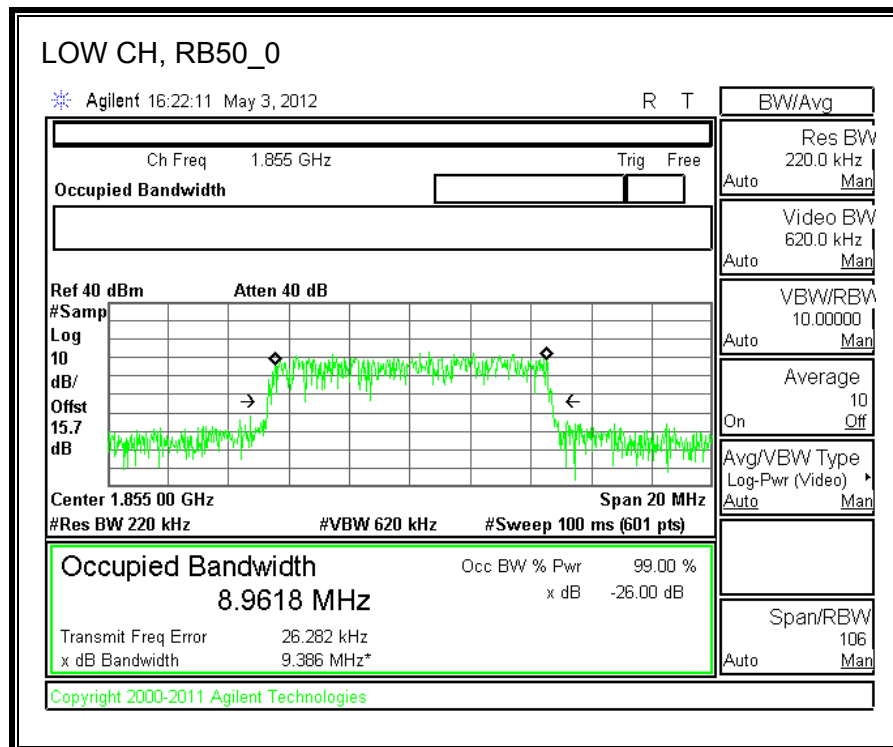 LOW CH, RB50_0
Agilent 16:22:11 May 3, 2012 R T
Ch Freq 1.855 GHz Trig Free
Occupied Bandwidth
Ref 40 dBm Atten 40 dB
#Samp
Log
10
dB/
Offst
15.7
dB
Center 1.855 00 GHz Span 20 MHz
#Res BW 220 kHz #VBW 620 kHz #Sweep 100 ms (601 pts)
Occupied Bandwidth
8.9618 MHz
Occ BW % Pwr 99.00 %
x dB -26.00 dB
Transmit Freq Error 26.282 kHz
x dB Bandwidth 9.386 MHz*
Copyright 2000-2011 Agilent Technologies
BW/Avg
Res BW
220.0 kHz
Auto Man
Video BW
620.0 kHz
Auto Man
VBW/RBW
10.00000
Auto Man
Average
10
On Off
Avg/VBW Type
Log-Pwr (Video)
Auto Man
Span/RBW
106
Auto Man